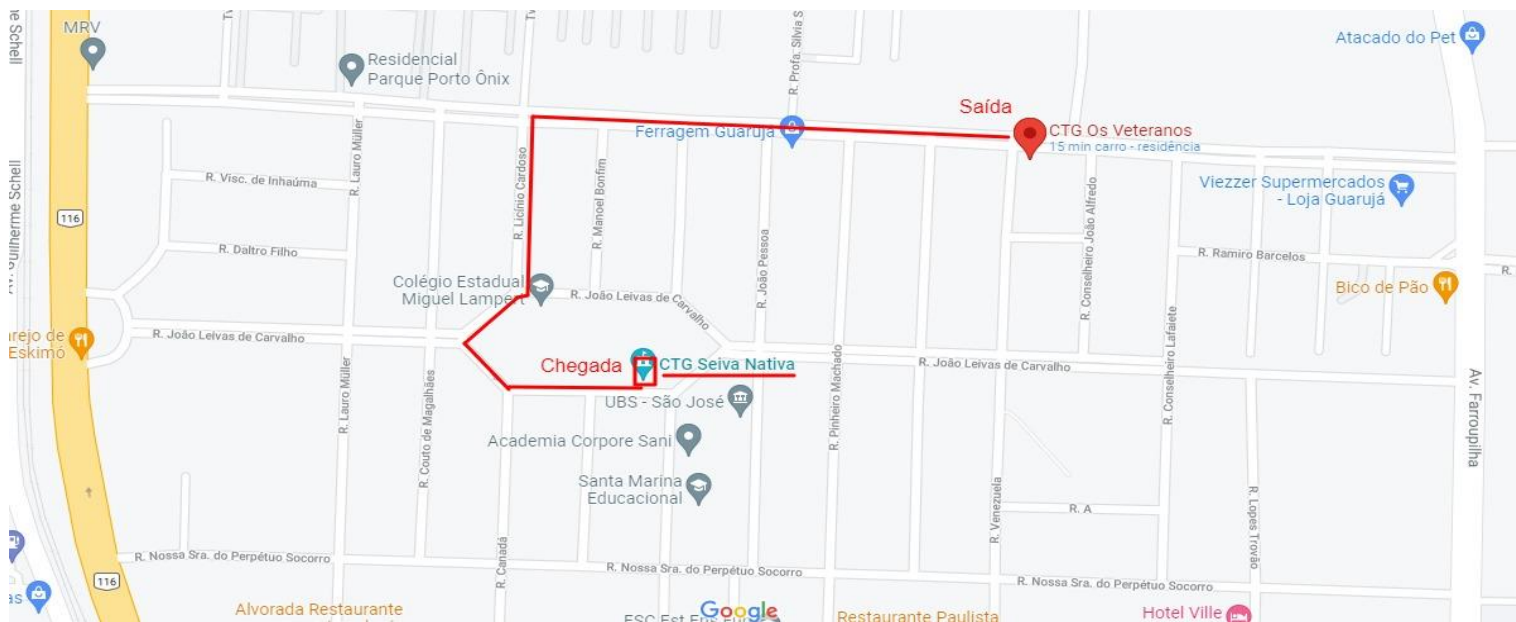 MRV
Residencial
Parque Porto Ônix
R. Profa. Silvia S
Atacado do Pet
Saída
CTG Os Veteranos
15 min carro - residência
Ferragem Guarujá
R. Lauro Müller
R. Licínio Cardoso
R. Manoel Bonfim
R. Visc. de Inhaúma
Viezzer Supermercados
- Loja Guarujá
116
R. Daltro Filho
R. João Pessoa
R. Conselheiro João Alfredo
R. Ramiro Barcelos
R.
Colégio Estadual
Miguel Lampert
R. João Leivas de Carvalho
Bico de Pão
R. João Leivas de Carvalho
Eskimó
Chegada
CTG Seiva Nativa
R. João Leivas de Carvalho
R. Conselheiro Lafaiete
R. Lauro Müller
R. Couto de Magalhães
R. Pinheiro Machado
UBS - São José
Av. Farroupilha
Academia Corpore Sani
Santa Marina
Educacional
R. Venezuela
R. A
R. Lopes Trovão
R. Canadá
R. Nossa Sra. do Perpétuo Socorro
R. Nossa Sra. do Perpétuo Socorro
R. Nossa Sra. do Perpétuo Socorro
116
Alvorada Restaurante
Google
Restaurante Paulista
Hotel Ville